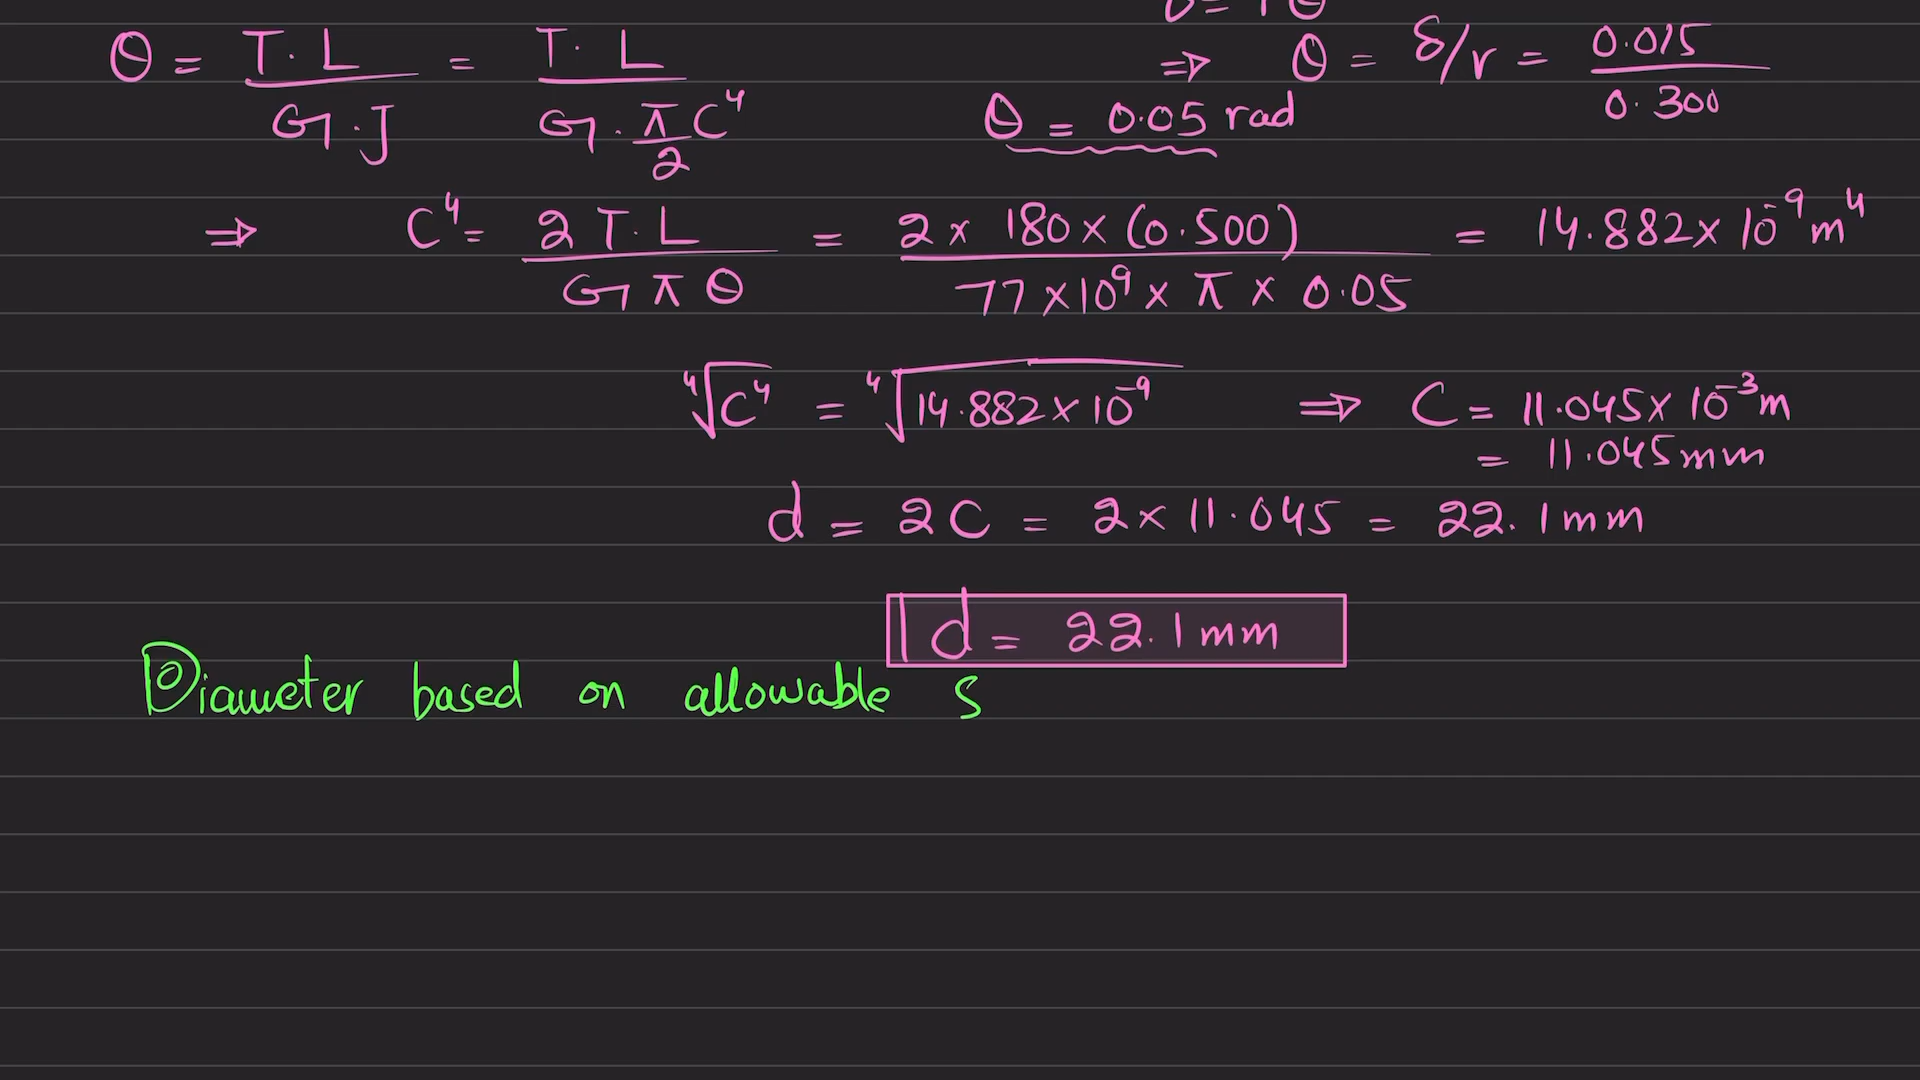 δ = r θ
θ = T·L / G·J = T·L / G·π/2 C⁴
⇒ θ = δ/r = 0.015 / 0.300
θ = 0.05 rad
⇒ C⁴ = 2 T·L / G π θ = 2 × 180 × (0.500) / 77 × 10⁹ × π × 0.05 = 14.882 × 10⁻⁹ m⁴
⁴√C⁴ = ⁴√14.882 × 10⁻⁹ ⇒ C = 11.045 × 10⁻³ m
= 11.045 mm
d = 2C = 2 × 11.045 = 22.1 mm
d = 22.1 mm
Diameter based on allowable s